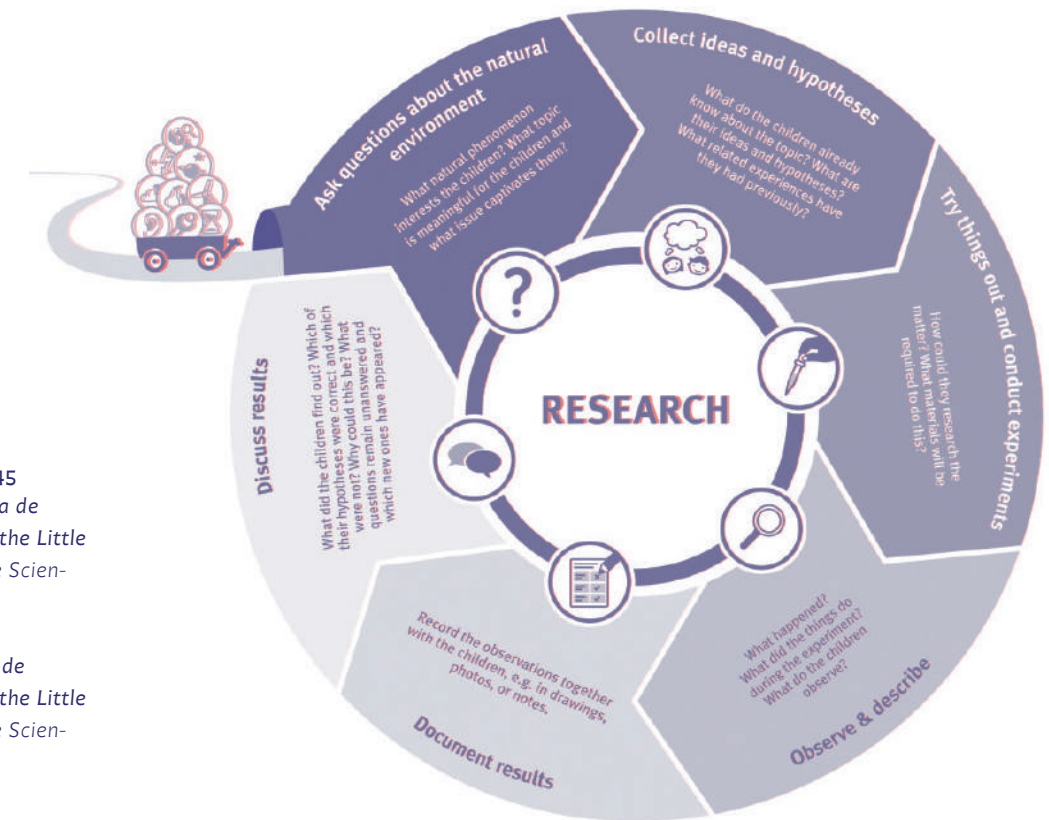 Ask questions about the natural
environment
What natural phenomenon
interests the children? What topic
is meaningful for the children and
what issue captivates them?
Collect ideas and hypotheses
What do the children already
know about the topic? What are
their ideas and hypotheses?
What related experiences have
they had previously?
Try things out and conduct experiments
How could they research the
matter? What materials will be
required to do this?
Observe & describe
What happened?
What did the things do
during the experiment?
What do the children
observe?
Document results
Record the observations together
with the children, e.g. in drawings,
photos, or notes.
Discuss results
What did the children find out? Which of
their hypotheses were correct and which
were not? Why could this be? What
questions remain unanswered and
which new ones have appeared?
?
RESEARCH
45
a de
the Little
e Scien-
de
the Little
e Scien-